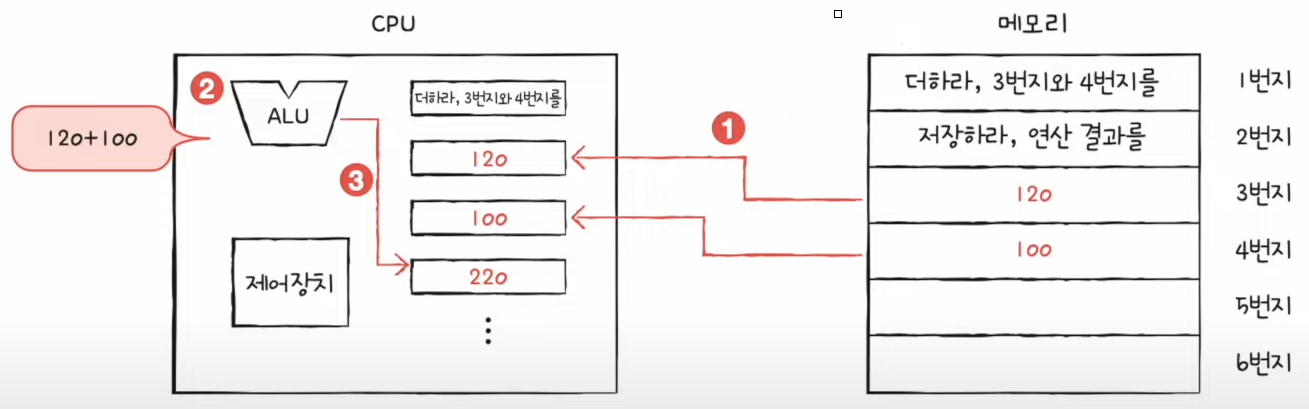 CPU
메모리
2
ALU
120+100
더하라, 3번지와 4번지를
120
100
220
3
제어장치
1
더하라, 3번지와 4번지를
1번지
저장하라, 연산 결과를
2번지
120
3번지
100
4번지
5번지
6번지